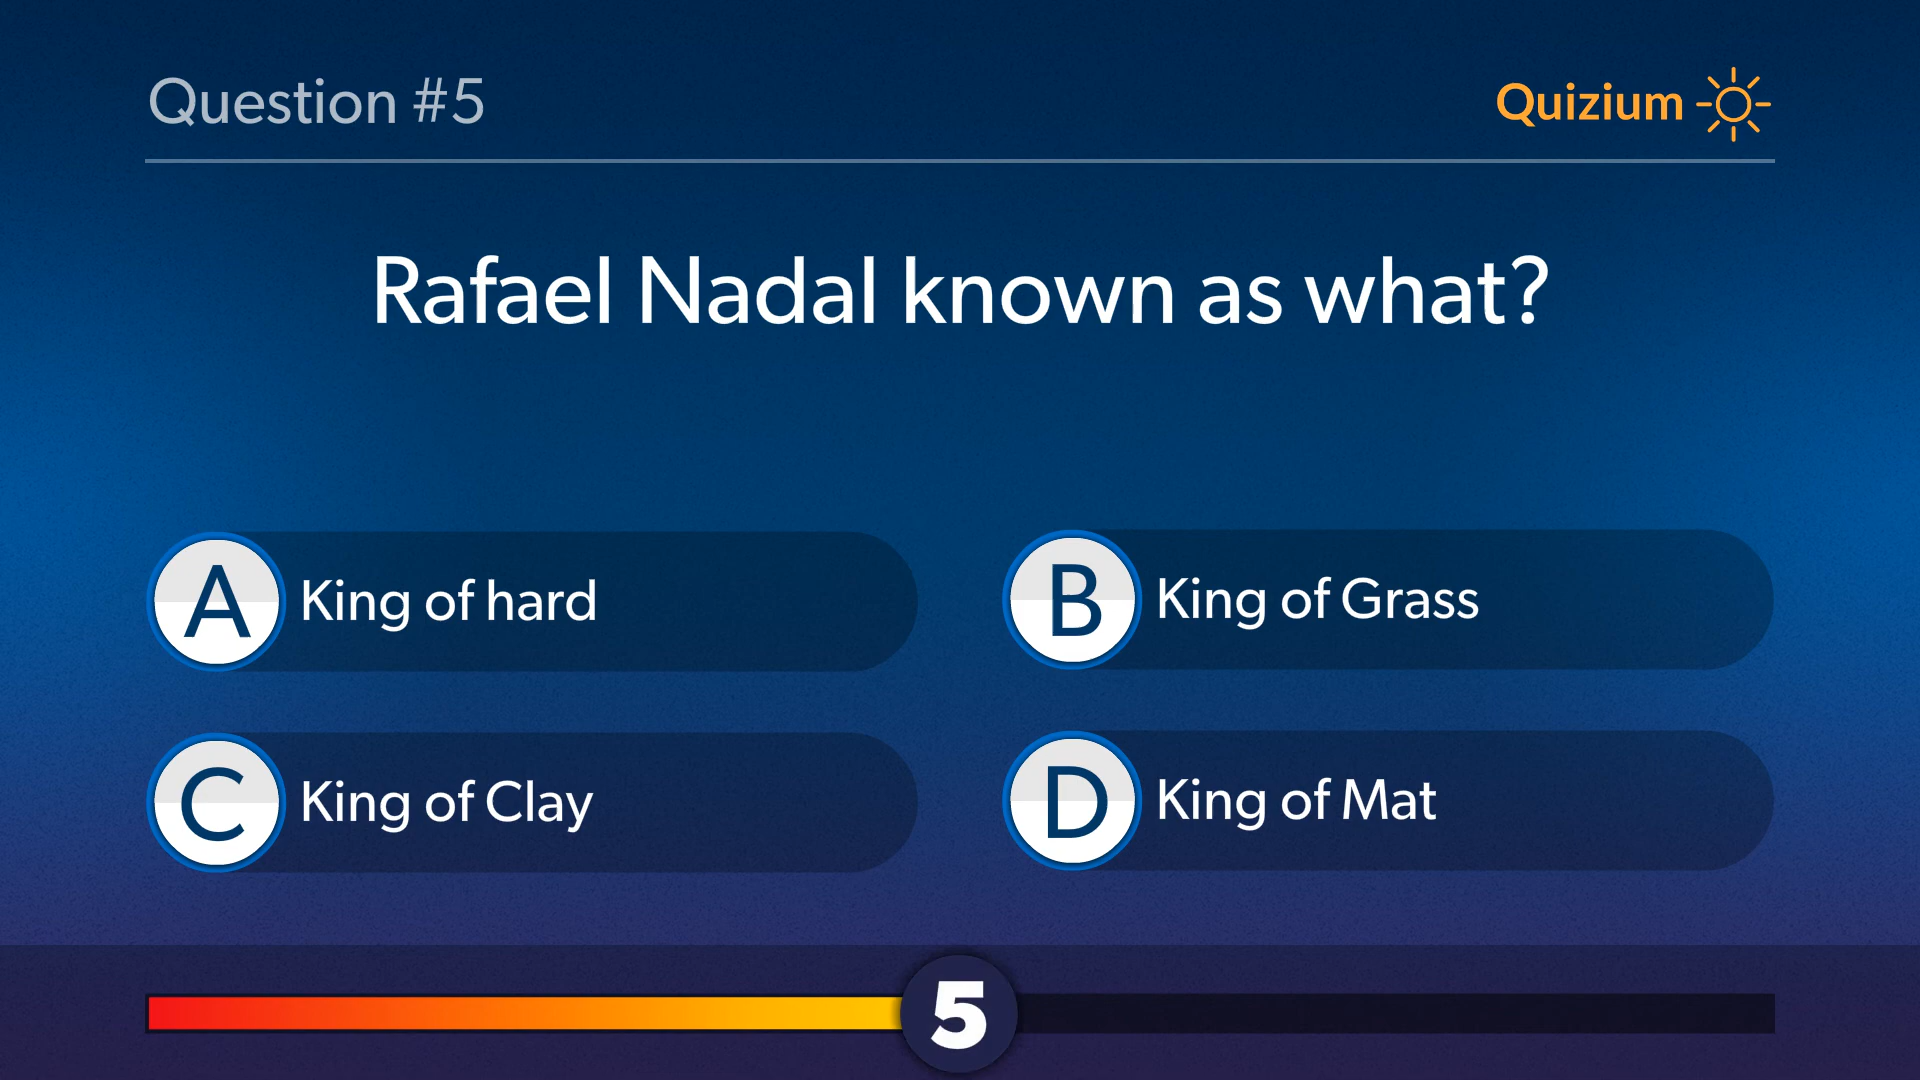 Question #5
Quizium
Rafael Nadal known as what?
A King of hard
B King of Grass
C King of Clay
D King of Mat
5